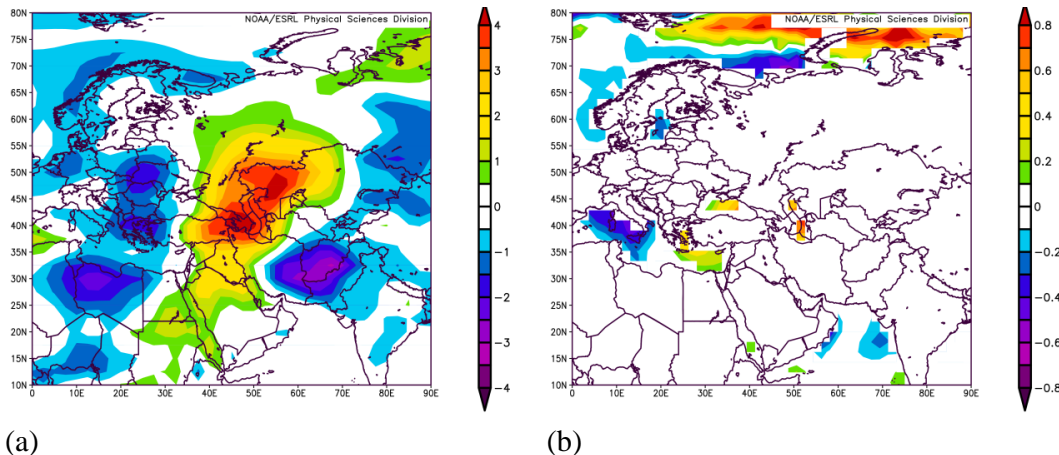 NOAA/ESRL Physical Sciences Division
80N
75N
70N
65N
60N
55N
50N
45N
40N
35N
30N
25N
20N
15N
10N
0
10E
20E
30E
40E
50E
60E
70E
80E
90E
4
3
2
1
−1
−2
−3
−4
(a)
NOAA/ESRL Physical Sciences Division
80N
75N
70N
65N
60N
55N
50N
45N
40N
35N
30N
25N
20N
15N
10N
0
10E
20E
30E
40E
50E
60E
70E
80E
90E
0.8
0.6
0.4
0.2
−0.2
−0.4
−0.6
−0.8
(b)